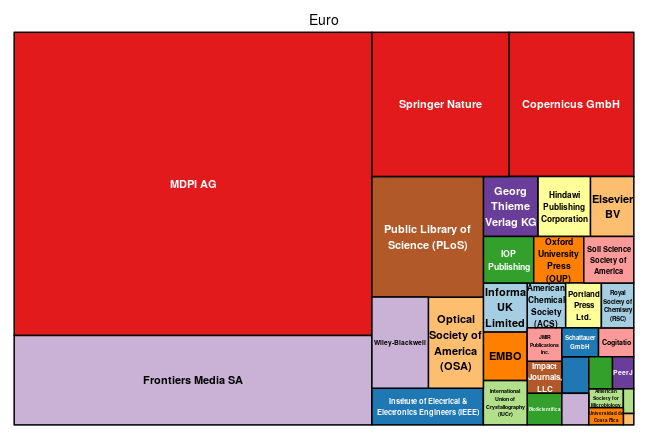 Euro
MDPI AG
Springer Nature
Copernicus GmbH
Frontiers Media SA
Public Library of
Science (PLoS)
Wiley-Blackwell
Optical
Society of
America
(OSA)
Institute of Electrical &
Electronics Engineers (IEEE)
Georg
Thieme
Verlag KG
Hindawi
Publishing
Corporation
Elsevier
BV
IOP
Publishing
Oxford
University
Press
(OUP)
Soil Science
Society of
America
Informa
UK
Limited
American
Chemical
Society
(ACS)
Portland
Press
Ltd.
Royal
Society of
Chemistry
(RSC)
EMBO
JMIR
Publications
Inc.
Schattauer
GmbH
Cogitatio
International
Union of
Crystallography
(IUCr)
Impact
Journals,
LLC
PeerJ
BioScientifica
American
Society for
Microbiology
Universidad de
Costa Rica